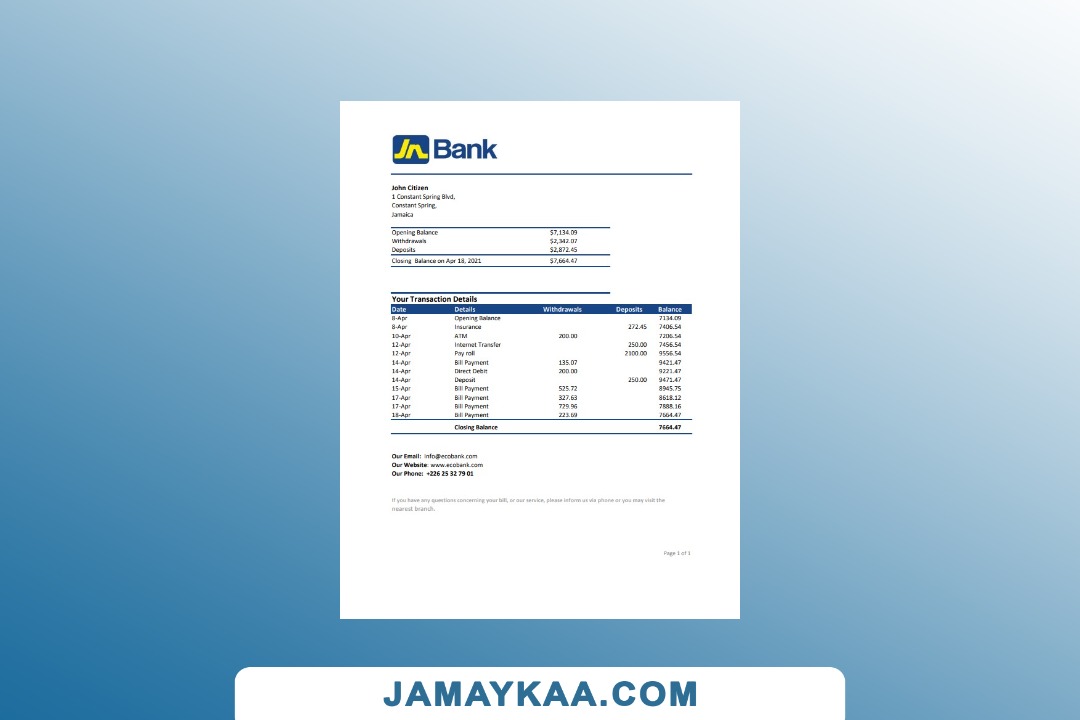 JN Bank
John Citizen
1 Constant Spring Blvd,
Constant Spring,
Jamaica
Opening Balance $7,134.09
Withdrawals $2,342.07
Deposits $2,872.45
Closing Balance on Apr 18, 2021 $7,664.47
Your Transaction Details
Date Details Withdrawals Deposits Balance
8-Apr Opening Balance 7134.09
8-Apr Insurance 272.45 7406.54
10-Apr ATM 200.00 7206.54
12-Apr Internet Transfer 250.00 7456.54
12-Apr Pay roll 2100.00 9556.54
14-Apr Bill Payment 135.07 9421.47
14-Apr Direct Debit 200.00 9221.47
14-Apr Deposit 250.00 9471.47
15-Apr Bill Payment 525.72 8945.75
17-Apr Bill Payment 327.63 8618.12
17-Apr Bill Payment 729.96 7888.16
18-Apr Bill Payment 223.69 7664.47
Closing Balance 7664.47
Our Email: info@ecobank.com
Our Website: www.ecobank.com
Our Phone: +226 25 32 79 01
If you have any questions concerning your bill, or our service, please inform us via phone or you may visit the
nearest branch.
Page 1 of 1
JAMAYKAA.COM